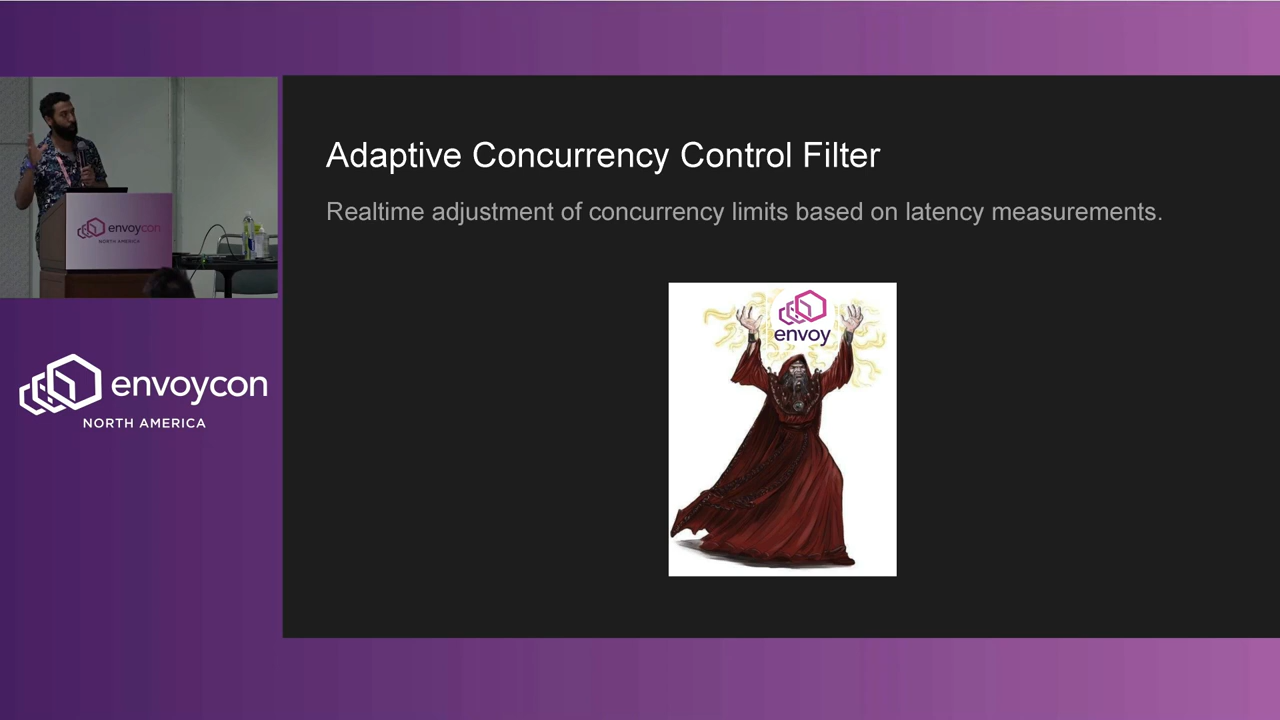 envoycon
NORTH AMERICA
envoycon
NORTH AMERICA
Adaptive Concurrency Control Filter
Realtime adjustment of concurrency limits based on latency measurements.
envoy